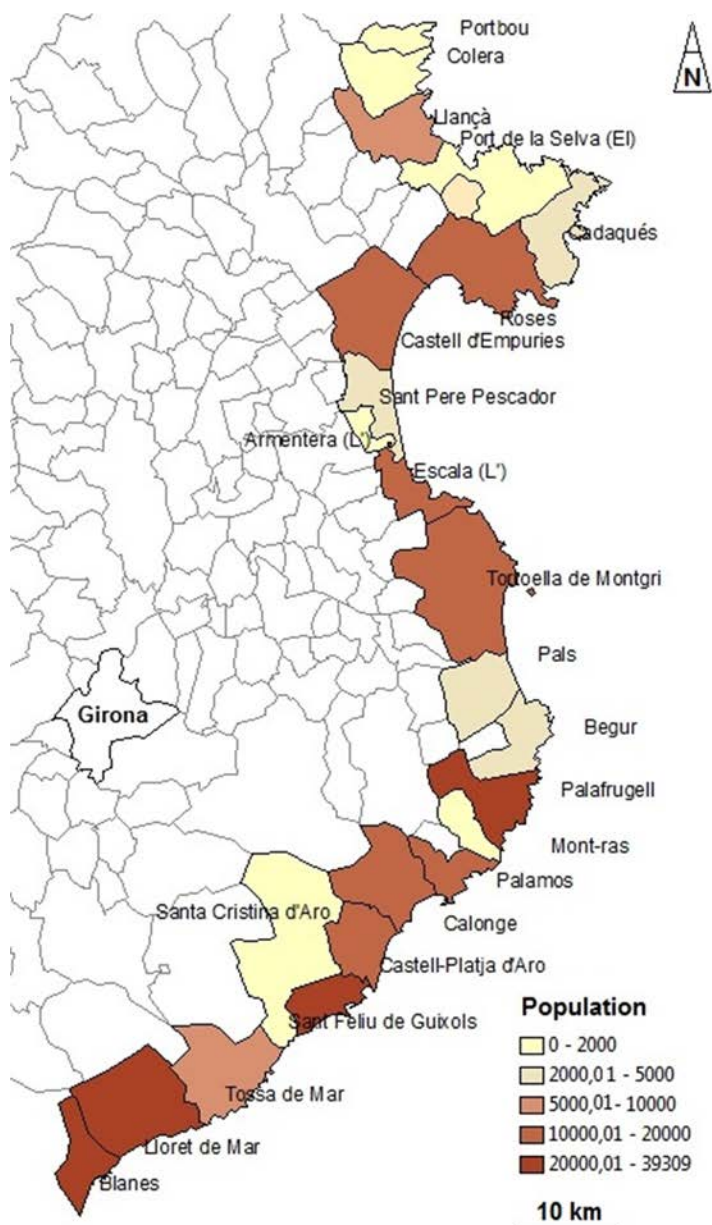 Portbou
Colera
N
Llançà
Port de la Selva (El)
Cadaqués
Roses
Castell d'Empuries
Sant Pere Pescador
Armentera (L')
Escala (L')
Torroella de Montgri
Pals
Girona
Begur
Palafrugell
Mont-ras
Palamos
Santa Cristina d'Aro
Calonge
Castell-Platja d'Aro
Sant Feliu de Guixols
Tossa de Mar
Lloret de Mar
Blanes
Population
0 - 2000
2000,01 - 5000
5000,01 - 10000
10000,01 - 20000
20000,01 - 39309
10 km